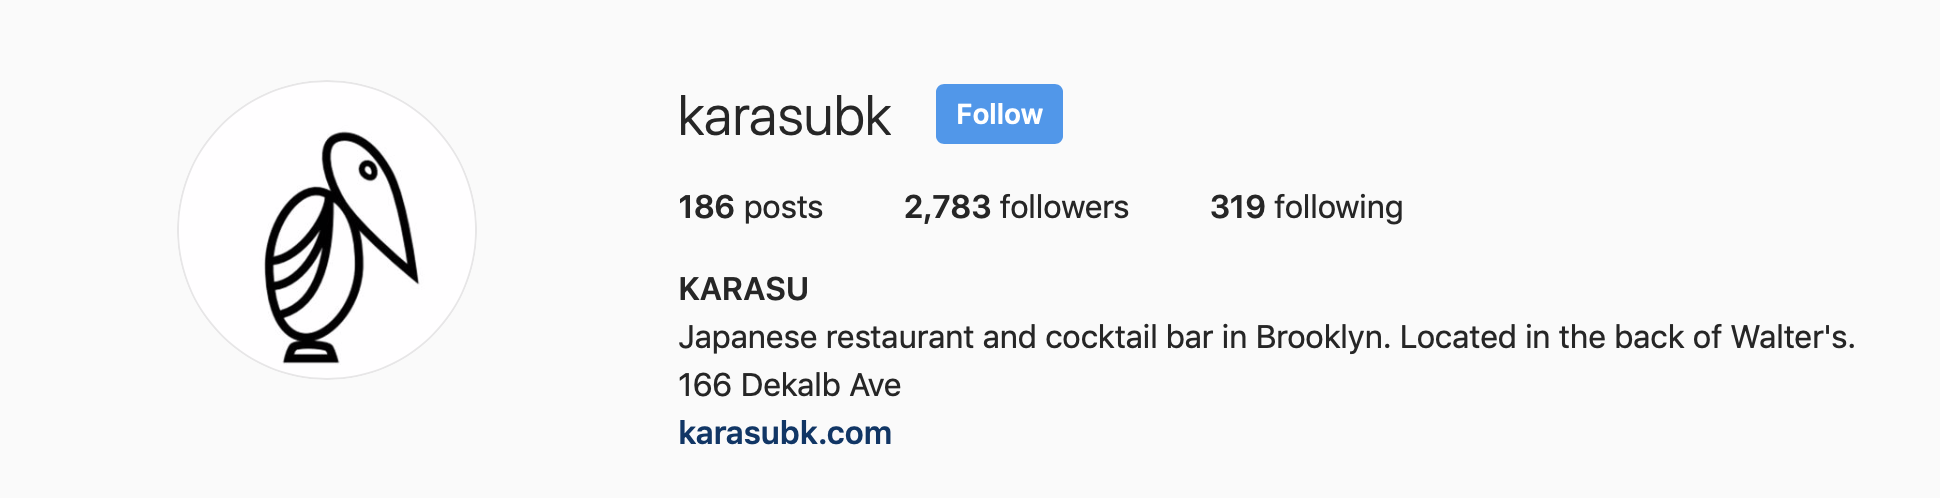 karasubk Follow
186 posts 2,783 followers 319 following
KARASU
Japanese restaurant and cocktail bar in Brooklyn. Located in the back of Walter's.
166 Dekalb Ave
karasubk.com